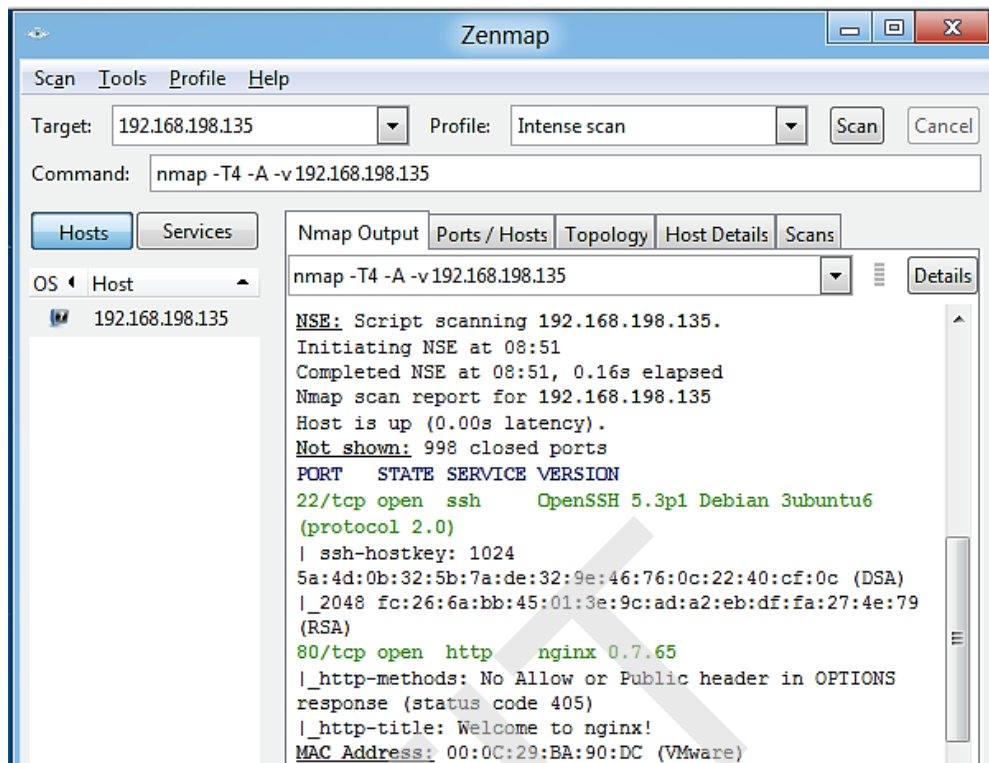 Zenmap
Scan Tools Profile Help
Target: 192.168.198.135 Profile: Intense scan Scan Cancel
Command: nmap -T4 -A -v 192.168.198.135
Hosts Services
Nmap Output Ports / Hosts Topology Host Details Scans
OS Host
192.168.198.135
nmap -T4 -A -v 192.168.198.135 Details
NSE: Script scanning 192.168.198.135.
Initiating NSE at 08:51
Completed NSE at 08:51, 0.16s elapsed
Nmap scan report for 192.168.198.135
Host is up (0.00s latency).
Not shown: 998 closed ports
PORT STATE SERVICE VERSION
22/tcp open ssh OpenSSH 5.3p1 Debian 3ubuntu6
(protocol 2.0)
| ssh-hostkey: 1024
5a:4d:0b:32:5b:7a:de:32:9e:46:76:0c:22:40:cf:0c (DSA)
|_2048 fc:26:6a:bb:45:01:3e:9c:ad:a2:eb:df:fa:27:4e:79
(RSA)
80/tcp open http nginx 0.7.65
|_http-methods: No Allow or Public header in OPTIONS
response (status code 405)
|_http-title: Welcome to nginx!
MAC Address: 00:0C:29:BA:90:DC (VMware)